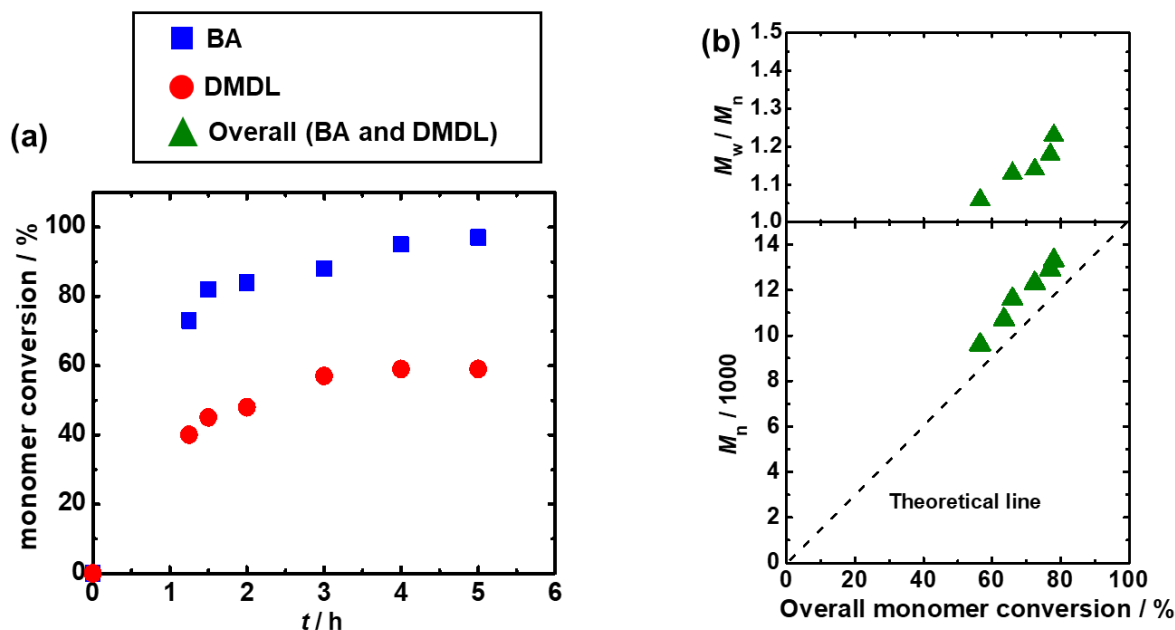 BA
DMDL
Overall (BA and DMDL)
(a)
monomer conversion / %
100
80
60
40
20
0
0 1 2 3 4 5 6
t / h
(b)
Mw / Mn
1.5
1.4
1.3
1.2
1.1
1.0
Mn / 1000
14
12
10
8
6
4
2
0
Theoretical line
0 20 40 60 80 100
Overall monomer conversion / %